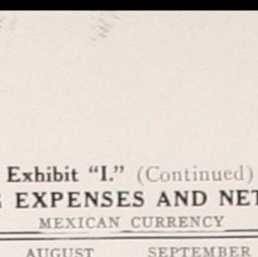 Exhibit “I.” (Continued)
EXPENSES AND NET
MEXICAN CURRENCY
AUGUST SEPTEMBER